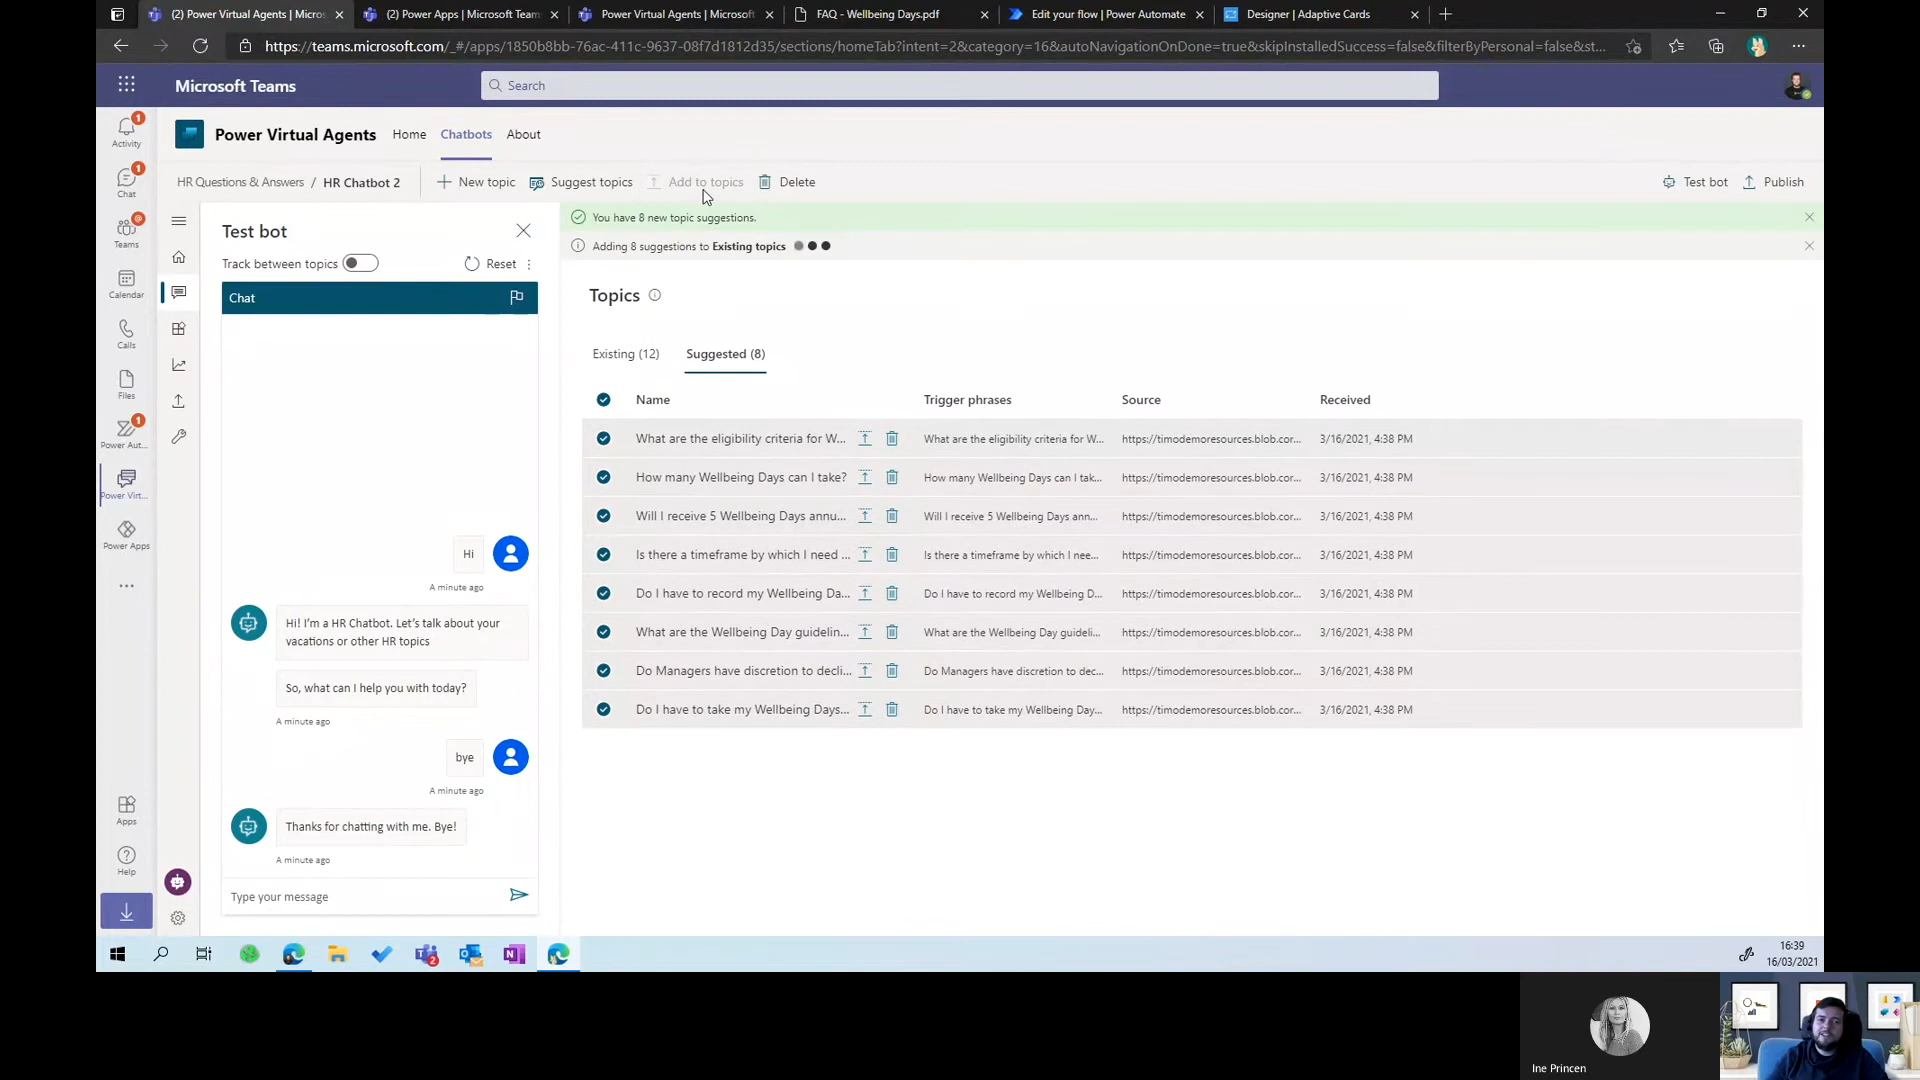 (2) Power Virtual Agents | Micros
(2) Power Apps | Microsoft Team
Power Virtual Agents | Microsoft
FAQ - Wellbeing Days.pdf
Edit your flow | Power Automate
Designer | Adaptive Cards
https://teams.microsoft.com/_#/apps/1850b8bb-76ac-411c-9637-08f7d1812d35/sections/homeTab?intent=2&category=16&autoNavigationOnDone=true&skipInstalledSuccess=false&filterByPersonal=false&st...
Microsoft Teams
Search
Activity
1
Chat
1
Teams
@
Calendar
Calls
Files
Power Aut...
1
Power Virt...
Power Apps
Apps
Help
Power Virtual Agents
Home
Chatbots
About
HR Questions & Answers / HR Chatbot 2
New topic
Suggest topics
Add to topics
Delete
Test bot
Publish
You have 8 new topic suggestions.
Adding 8 suggestions to Existing topics
Test bot
Track between topics
Reset
Chat
Hi
A minute ago
Hi! I'm a HR Chatbot. Let's talk about your
vacations or other HR topics
So, what can I help you with today?
A minute ago
bye
A minute ago
Thanks for chatting with me. Bye!
A minute ago
Type your message
Topics
Existing (12)
Suggested (8)
Name Trigger phrases Source Received
What are the eligibility criteria for W... What are the eligibility criteria for W... https://timodemoresources.blob.cor... 3/16/2021, 4:38 PM
How many Wellbeing Days can I take? How many Wellbeing Days can I tak... https://timodemoresources.blob.cor... 3/16/2021, 4:38 PM
Will I receive 5 Wellbeing Days annu... Will I receive 5 Wellbeing Days ann... https://timodemoresources.blob.cor... 3/16/2021, 4:38 PM
Is there a timeframe by which I need ... Is there a timeframe by which I nee... https://timodemoresources.blob.cor... 3/16/2021, 4:38 PM
Do I have to record my Wellbeing Da... Do I have to record my Wellbeing D... https://timodemoresources.blob.cor... 3/16/2021, 4:38 PM
What are the Wellbeing Day guidelin... What are the Wellbeing Day guideli... https://timodemoresources.blob.cor... 3/16/2021, 4:38 PM
Do Managers have discretion to decli... Do Managers have discretion to dec... https://timodemoresources.blob.cor... 3/16/2021, 4:38 PM
Do I have to take my Wellbeing Days... Do I have to take my Wellbeing Day... https://timodemoresources.blob.cor... 3/16/2021, 4:38 PM
2
16:39
16/03/2021
Ine Princen